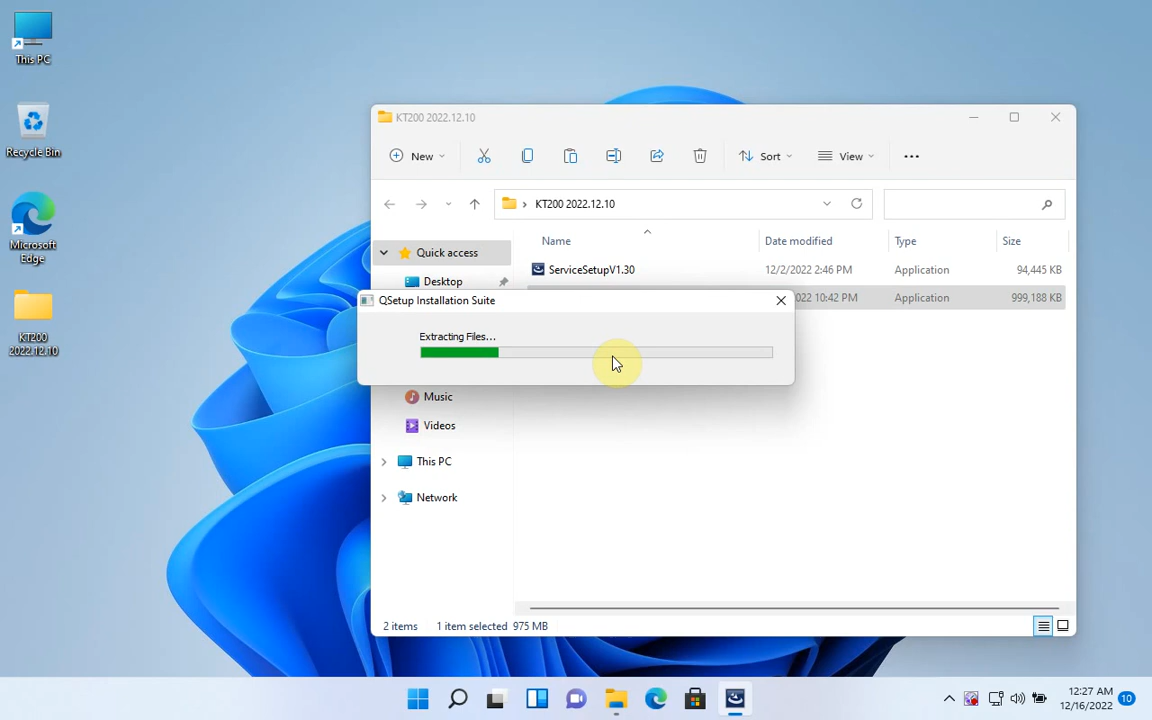 This PC
Recycle Bin
Microsoft
Edge
KT200
2022.12.10
KT200 2022.12.10
New
Sort
View
KT200 2022.12.10
Name
Date modified
Type
Size
Quick access
ServiceSetupV1.30
12/2/2022 2:46 PM
Application
94,445 KB
Desktop
022 10:42 PM
Application
999,188 KB
QSetup Installation Suite
Extracting Files...
Music
Videos
This PC
Network
2 items
1 item selected 975 MB
12:27 AM
12/16/2022
10